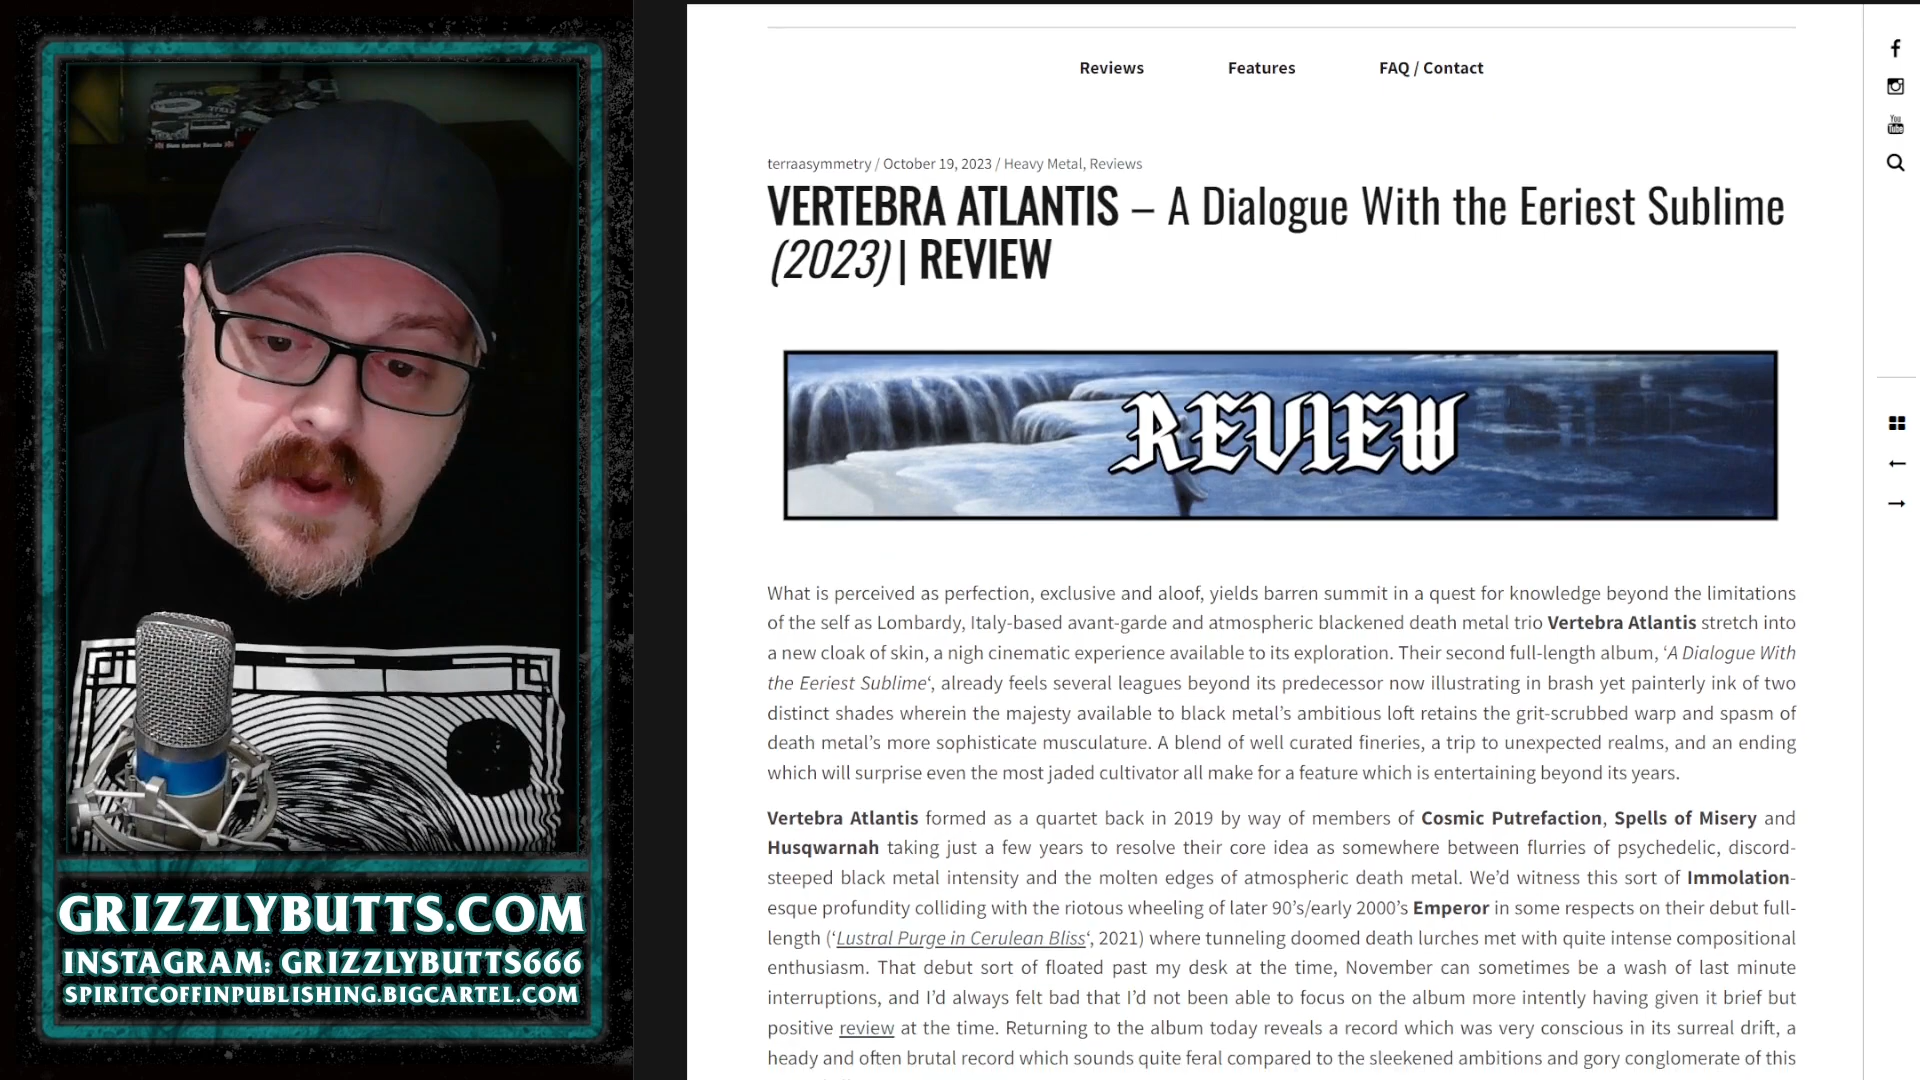 Reviews Features FAQ / Contact
terraasymmetry / October 19, 2023 / Heavy Metal, Reviews
VERTEBRA ATLANTIS – A Dialogue With the Eeriest Sublime
(2023) | REVIEW
REVIEW
What is perceived as perfection, exclusive and aloof, yields barren summit in a quest for knowledge beyond the limitations
of the self as Lombardy, Italy-based avant-garde and atmospheric blackened death metal trio Vertebra Atlantis stretch into
a new cloak of skin, a nigh cinematic experience available to its exploration. Their second full-length album, ‘A Dialogue With
the Eeriest Sublime‘, already feels several leagues beyond its predecessor now illustrating in brash yet painterly ink of two
distinct shades wherein the majesty available to black metal’s ambitious loft retains the grit-scrubbed warp and spasm of
death metal’s more sophisticate musculature. A blend of well curated fineries, a trip to unexpected realms, and an ending
which will surprise even the most jaded cultivator all make for a feature which is entertaining beyond its years.
Vertebra Atlantis formed as a quartet back in 2019 by way of members of Cosmic Putrefaction, Spells of Misery and
Husqwarnah taking just a few years to resolve their core idea as somewhere between flurries of psychedelic, discord-
steeped black metal intensity and the molten edges of atmospheric death metal. We’d witness this sort of Immolation-
esque profundity colliding with the riotous wheeling of later 90’s/early 2000’s Emperor in some respects on their debut full-
length (‘Lustral Purge in Cerulean Bliss‘, 2021) where tunneling doomed death lurches met with quite intense compositional
enthusiasm. That debut sort of floated past my desk at the time, November can sometimes be a wash of last minute
interruptions, and I’d always felt bad that I’d not been able to focus on the album more intently having given it brief but
positive review at the time. Returning to the album today reveals a record which was very conscious in its surreal drift, a
heady and often brutal record which sounds quite feral compared to the sleekened ambitions and gory conglomerate of this
You
Tube
GRIZZLYBUTTS.COM
INSTAGRAM: GRIZZLYBUTTS666
SPIRITCOFFINPUBLISHING.BIGCARTEL.COM